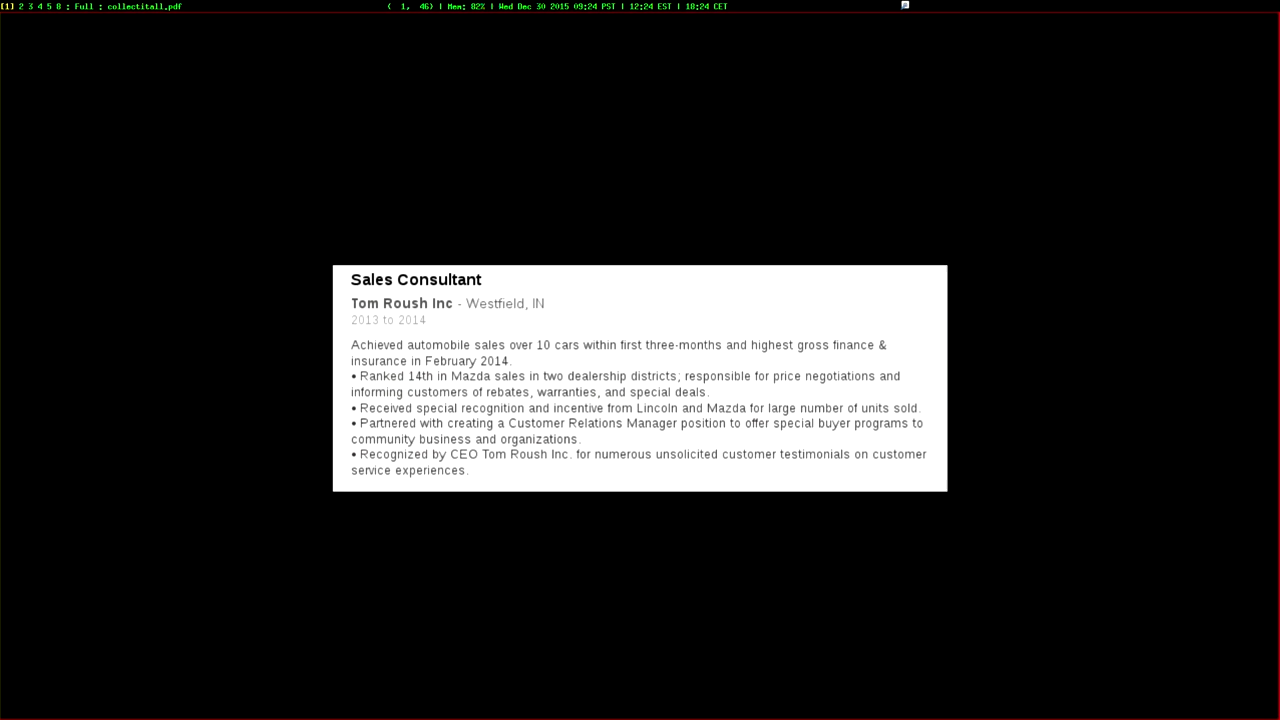 [1] 2 3 4 5 8 : Full : collectitall.pdf ( 1, 46) | Mem: 82% | Wed Dec 30 2015 09:24 PST | 12:24 EST | 18:24 CET
Sales Consultant
Tom Roush Inc - Westfield, IN
2013 to 2014
Achieved automobile sales over 10 cars within first three-months and highest gross finance &
insurance in February 2014.
• Ranked 14th in Mazda sales in two dealership districts; responsible for price negotiations and
informing customers of rebates, warranties, and special deals.
• Received special recognition and incentive from Lincoln and Mazda for large number of units sold.
• Partnered with creating a Customer Relations Manager position to offer special buyer programs to
community business and organizations.
• Recognized by CEO Tom Roush Inc. for numerous unsolicited customer testimonials on customer
service experiences.